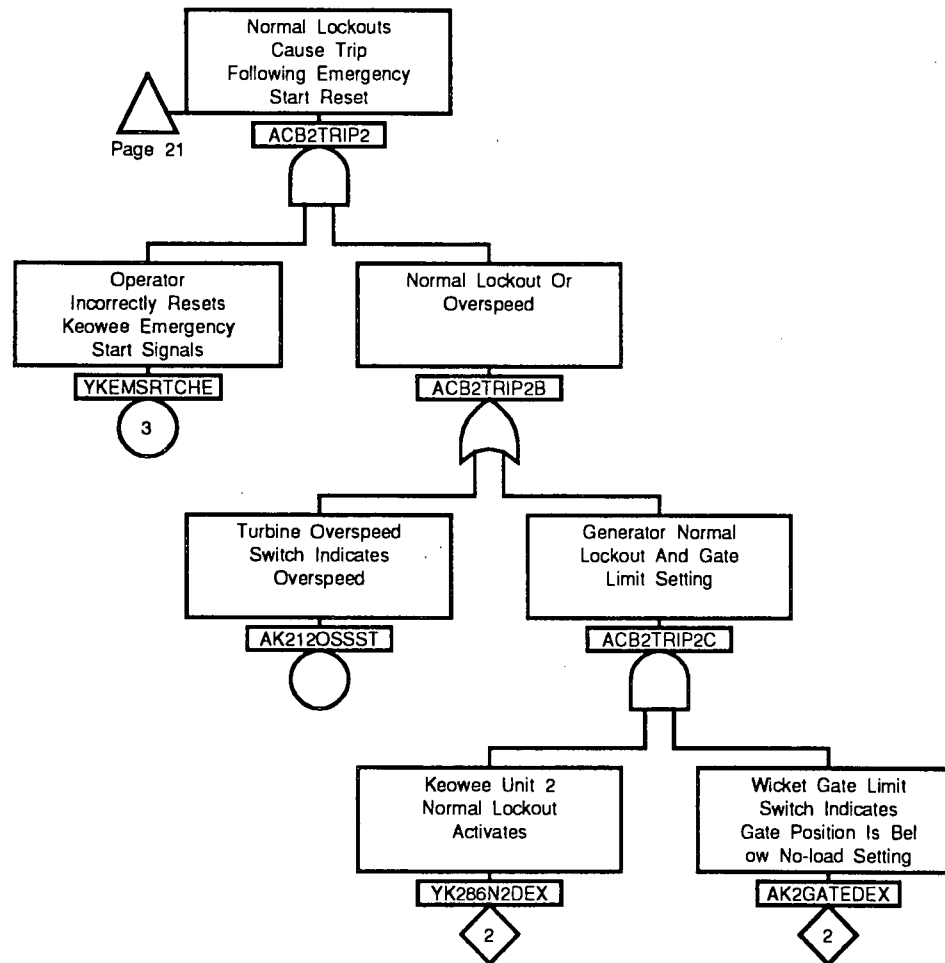 Normal Lockouts
Cause Trip
Following Emergency
Start Reset
Page 21
ACB2TRIP2
Operator
Incorrectly Resets
Keowee Emergency
Start Signals
YKEMSRTCHE
3
Normal Lockout Or
Overspeed
ACB2TRIP2B
Turbine Overspeed
Switch Indicates
Overspeed
AK212OSSST
Generator Normal
Lockout And Gate
Limit Setting
ACB2TRIP2C
Keowee Unit 2
Normal Lockout
Activates
YK286N2DEX
2
Wicket Gate Limit
Switch Indicates
Gate Position Is Bel
ow No-load Setting
AK2GATEDEX
2